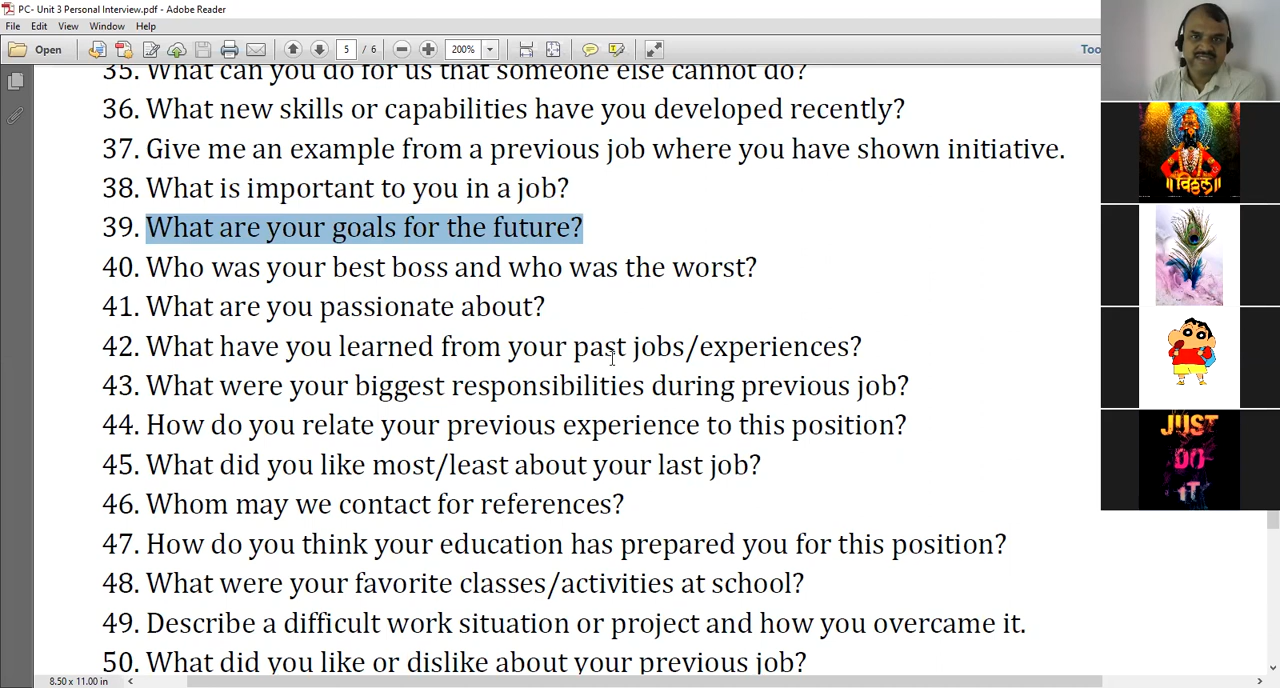 PC- Unit 3 Personal Interview.pdf - Adobe Reader
File Edit View Window Help
Open 5 / 6 200% Too
35. What can you do for us that someone else cannot do?
36. What new skills or capabilities have you developed recently?
37. Give me an example from a previous job where you have shown initiative.
38. What is important to you in a job?
39. What are your goals for the future?
40. Who was your best boss and who was the worst?
41. What are you passionate about?
42. What have you learned from your past jobs/experiences?
43. What were your biggest responsibilities during previous job?
44. How do you relate your previous experience to this position?
45. What did you like most/least about your last job?
46. Whom may we contact for references?
47. How do you think your education has prepared you for this position?
48. What were your favorite classes/activities at school?
49. Describe a difficult work situation or project and how you overcame it.
50. What did you like or dislike about your previous job?
8.50 x 11.00 in
॥ विठ्ठल ॥
JUST
DO
iT